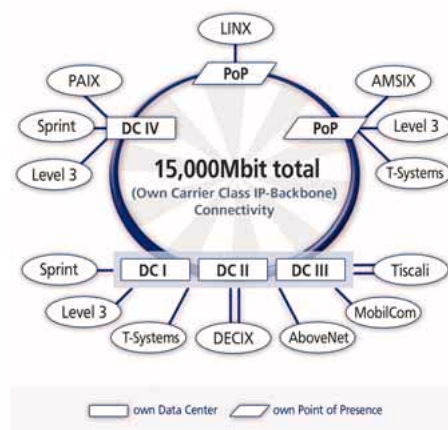 LINX
PoP
PAIX
AMSIX
Sprint
DC IV
PoP
Level 3
Level 3
T-Systems
15,000Mbit total
(Own Carrier Class IP-Backbone)
Connectivity
Sprint
DC I
DC II
DC III
Tiscali
Level 3
MobilCom
T-Systems
DECIX
AboveNet
own Data Center
own Point of Presence